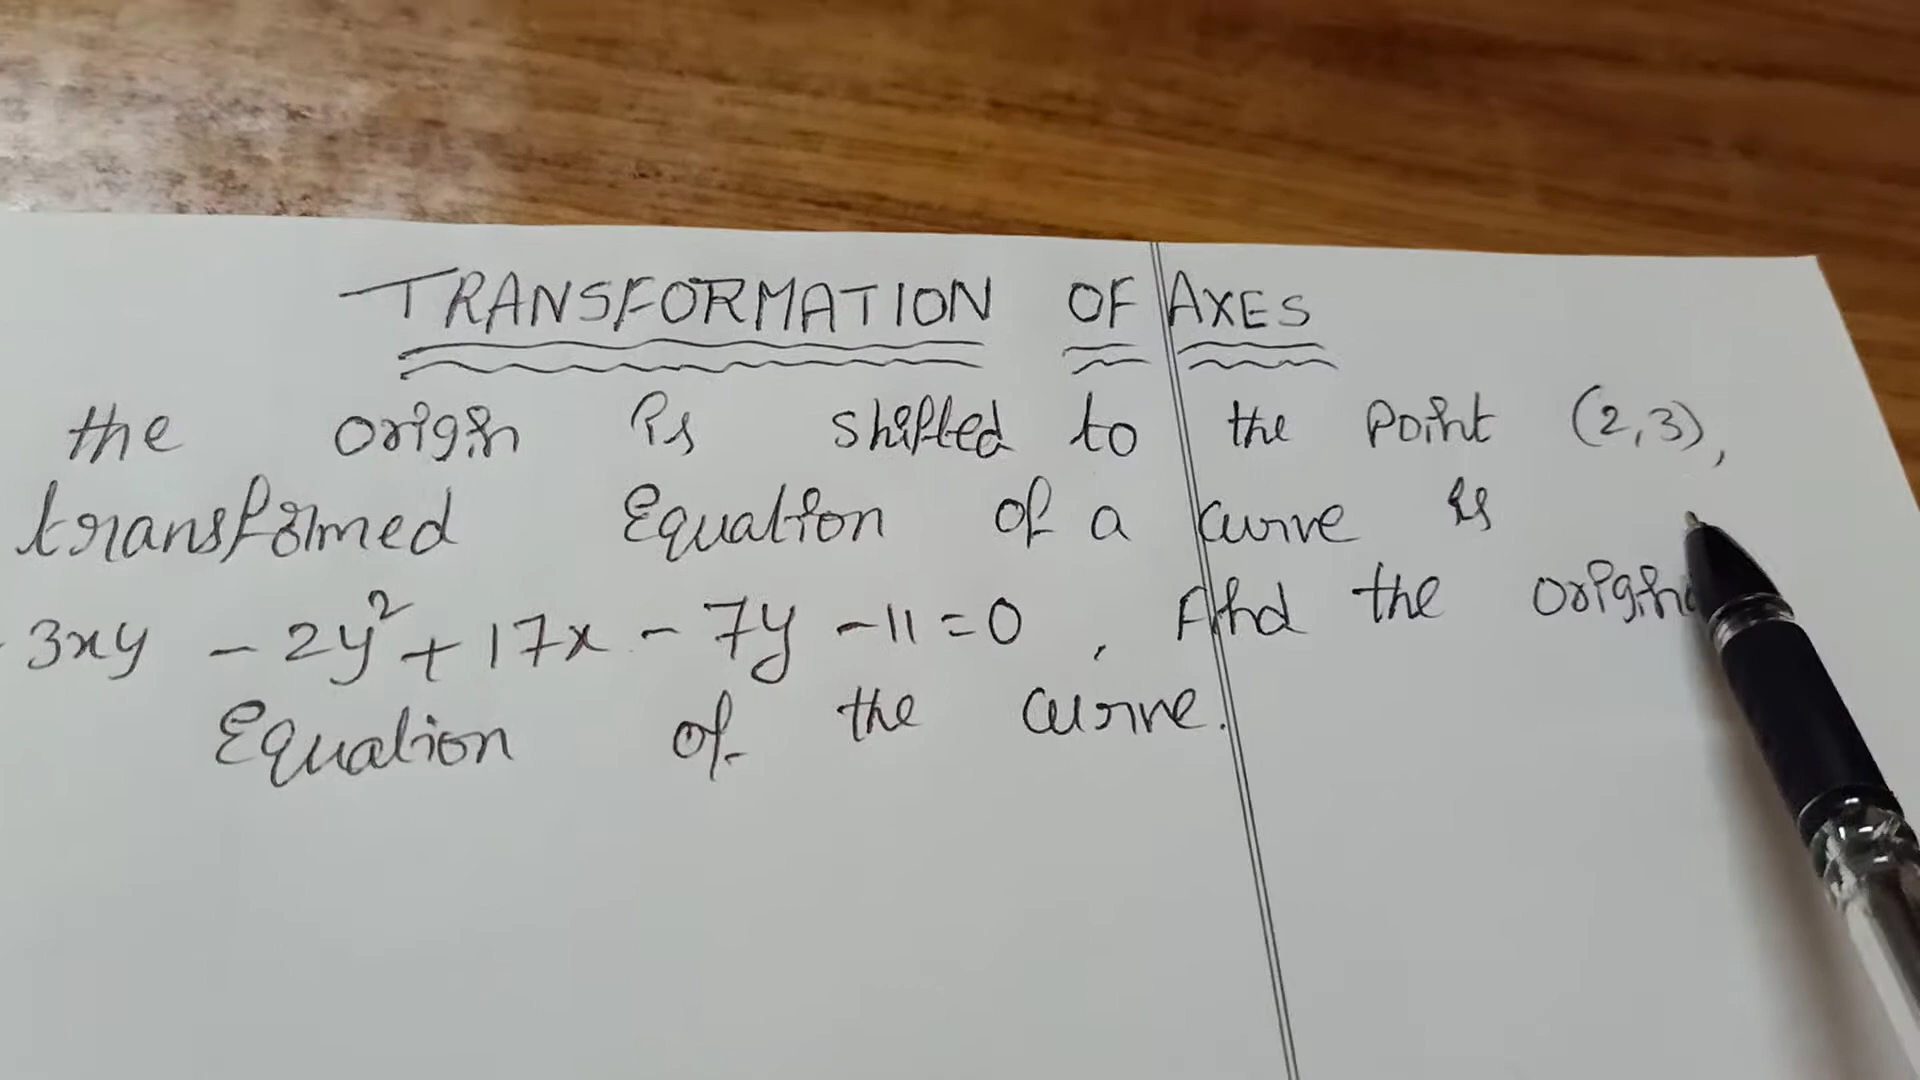 TRANSFORMATION OF AXES
the origin is shifted to the point (2,3),
transformed Equation of a curve is
3xy - 2y² + 17x - 7y - 11 = 0, Find the origin
Equation of the curve.